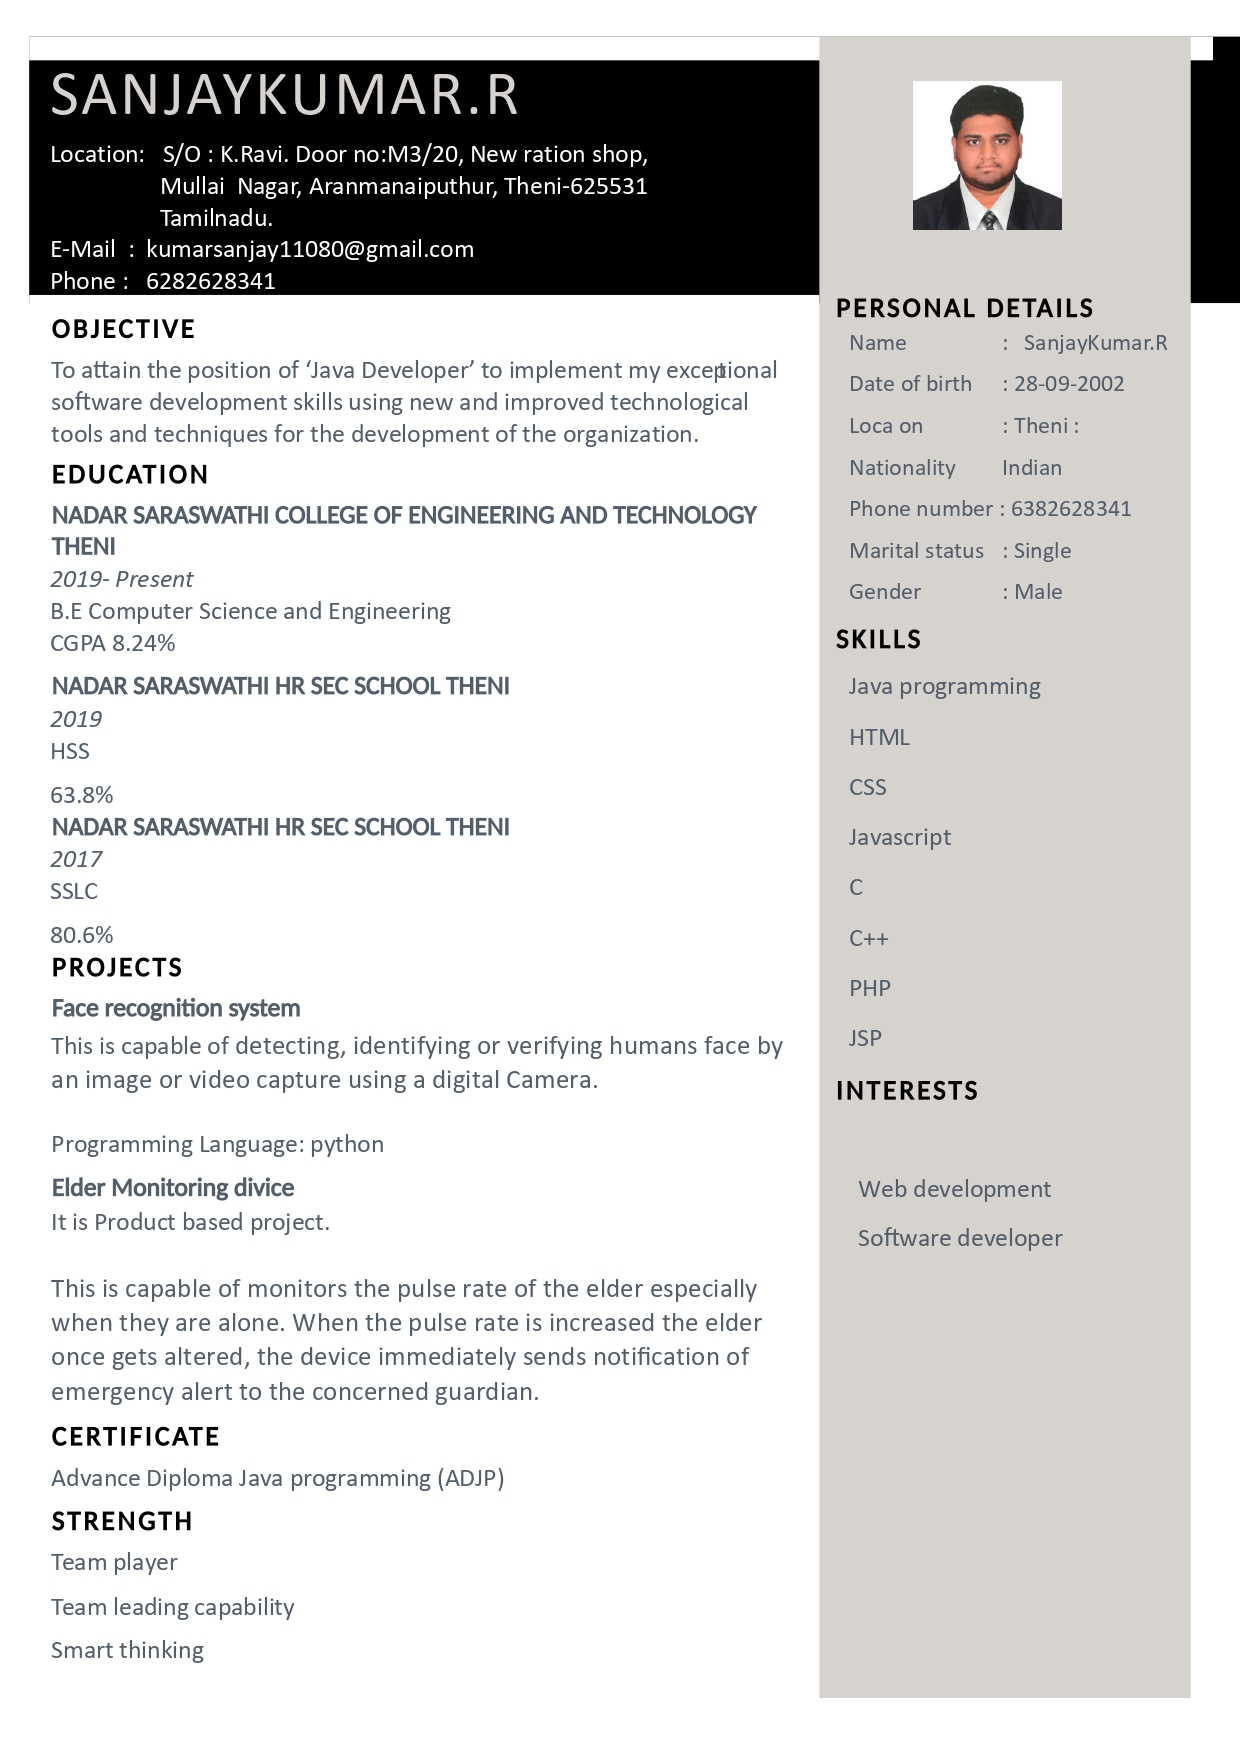 SANJAYKUMAR.R
Location: S/O : K.Ravi. Door no:M3/20, New ration shop,
Mullai Nagar, Aranmanaiputhur, Theni-625531
Tamilnadu.
E-Mail : kumarsanjay11080@gmail.com
Phone : 6282628341
OBJECTIVE
To attain the position of ‘Java Developer’ to implement my exceptional
software development skills using new and improved technological
tools and techniques for the development of the organization.
EDUCATION
NADAR SARASWATHI COLLEGE OF ENGINEERING AND TECHNOLOGY
THENI
2019- Present
B.E Computer Science and Engineering
CGPA 8.24%
NADAR SARASWATHI HR SEC SCHOOL THENI
2019
HSS
63.8%
NADAR SARASWATHI HR SEC SCHOOL THENI
2017
SSLC
80.6%
PROJECTS
Face recognition system
This is capable of detecting, identifying or verifying humans face by
an image or video capture using a digital Camera.
Programming Language: python
Elder Monitoring divice
It is Product based project.
This is capable of monitors the pulse rate of the elder especially
when they are alone. When the pulse rate is increased the elder
once gets altered, the device immediately sends notification of
emergency alert to the concerned guardian.
CERTIFICATE
Advance Diploma Java programming (ADJP)
STRENGTH
Team player
Team leading capability
Smart thinking
PERSONAL DETAILS
Name : SanjayKumar.R
Date of birth : 28-09-2002
Loca on : Theni :
Nationality Indian
Phone number : 6382628341
Marital status : Single
Gender : Male
SKILLS
Java programming
HTML
CSS
Javascript
C
C++
PHP
JSP
INTERESTS
Web development
Software developer